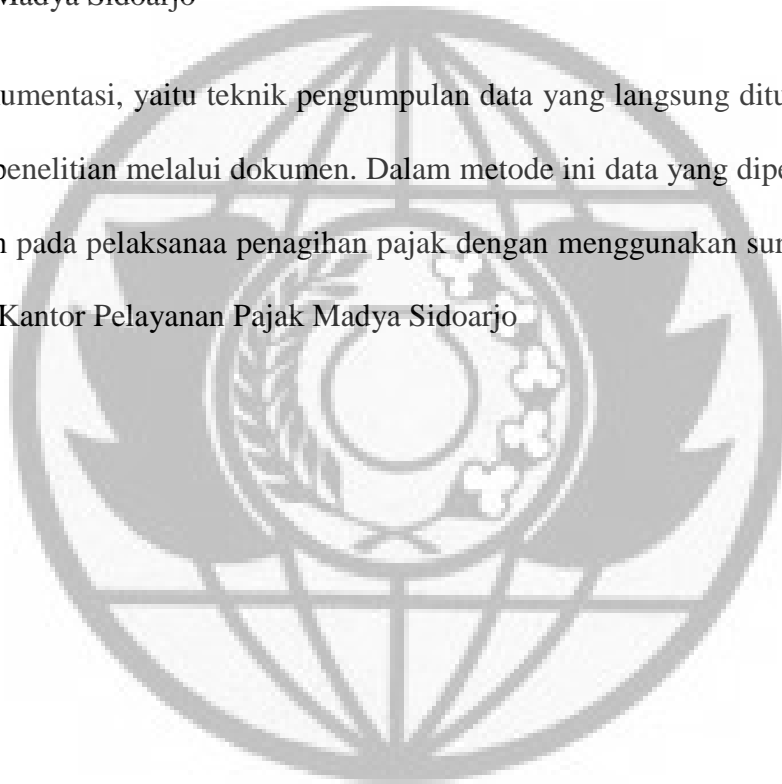 Madya Sidoarjo
umentasi, yaitu teknik pengumpulan data yang langsung ditu
penelitian melalui dokumen. Dalam metode ini data yang dipe
n pada pelaksanaa penagihan pajak dengan menggunakan sur
Kantor Pelayanan Pajak Madya Sidoarjo